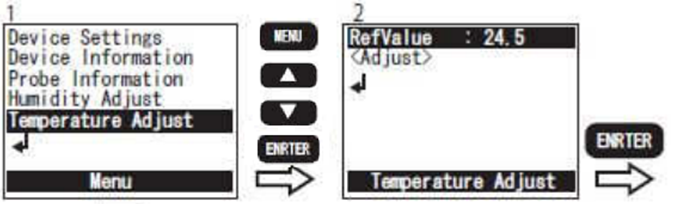 1
Device Settings
Device Information
Probe Information
Humidity Adjust
Temperature Adjust
Menu
MENU
ENRTER
2
RefValue : 24.5
<Adjust>
Temperature Adjust
ENRTER